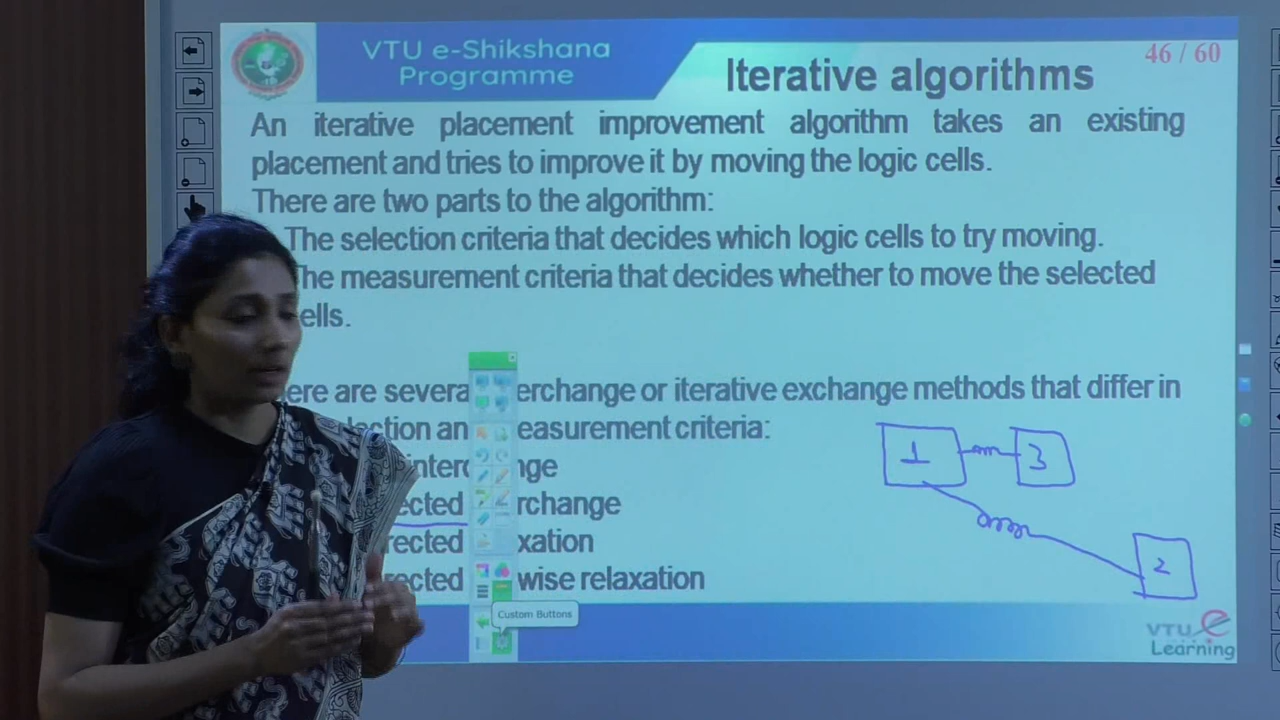 VTU e-Shikshana
Programme
Iterative algorithms
46 / 60
An iterative placement improvement algorithm takes an existing
placement and tries to improve it by moving the logic cells.
There are two parts to the algorithm:
The selection criteria that decides which logic cells to try moving.
The measurement criteria that decides whether to move the selected
ells.
ere are severa erchange or iterative exchange methods that differ in
ction an easurement criteria:
interc nge
ected rchange
rected xation
rected wise relaxation
Custom Buttons
1
3
2
VTU e
Learning